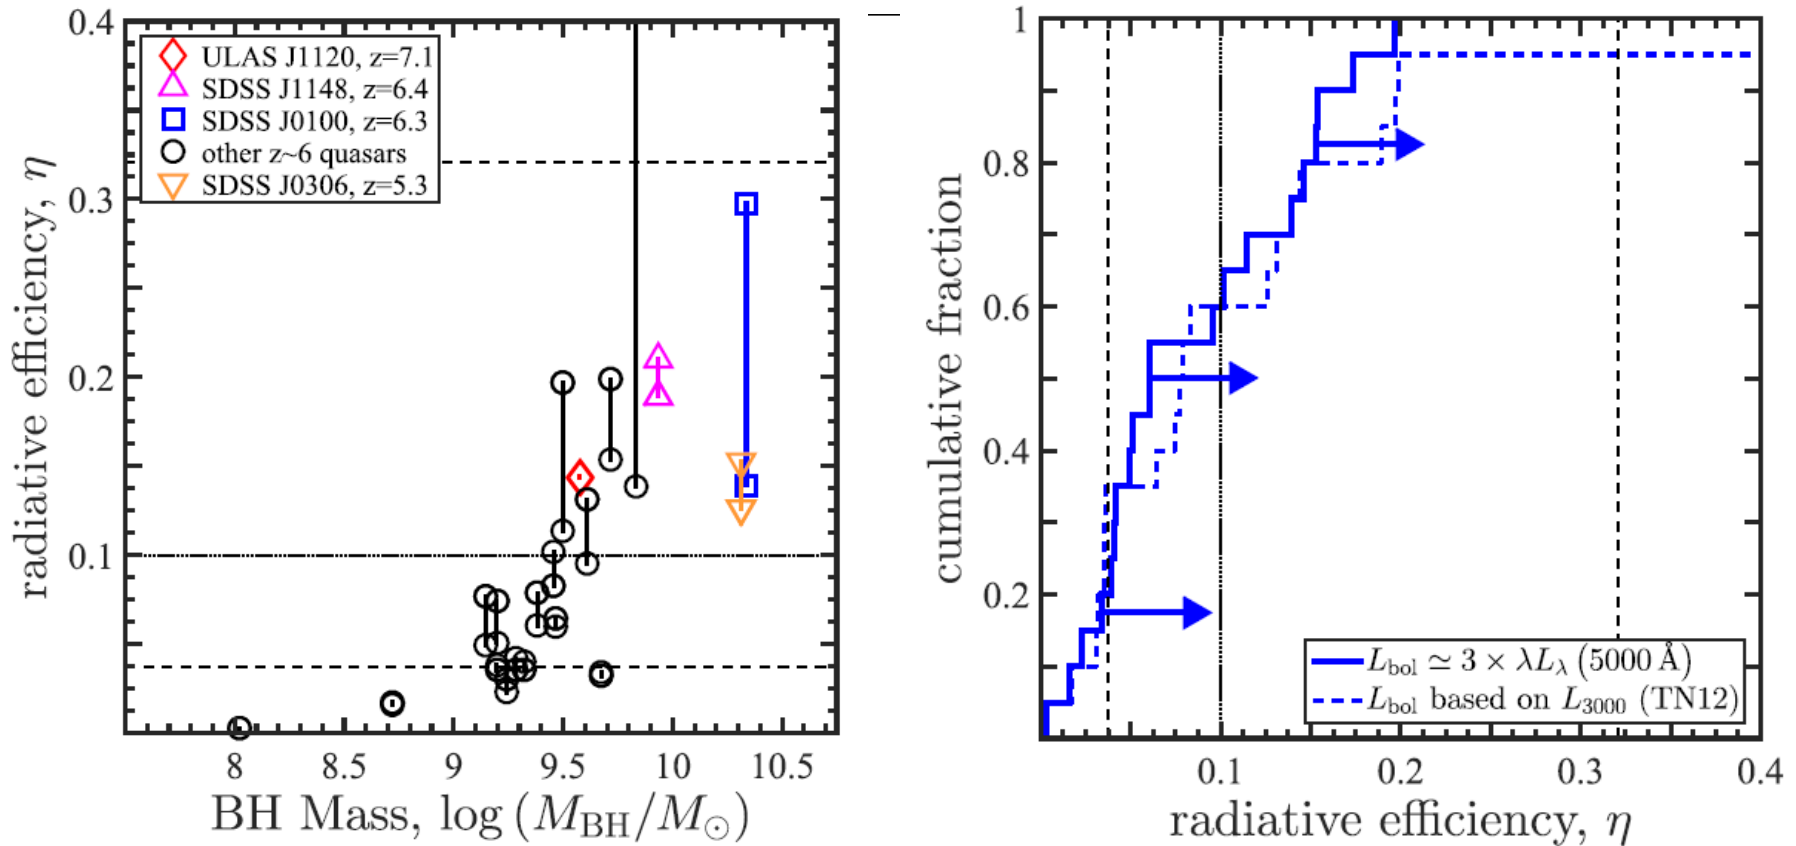 0.4
0.3
0.2
0.1
radiative efficiency, η
ULAS J1120, z=7.1
SDSS J1148, z=6.4
SDSS J0100, z=6.3
other z~6 quasars
SDSS J0306, z=5.3
8 8.5 9 9.5 10 10.5
BH Mass, log (M_BH/M_⊙)
1
0.8
0.6
0.4
0.2
cumulative fraction
L_bol ≃ 3 × λL_λ (5000 Å)
L_bol based on L_3000 (TN12)
0.1 0.2 0.3 0.4
radiative efficiency, η